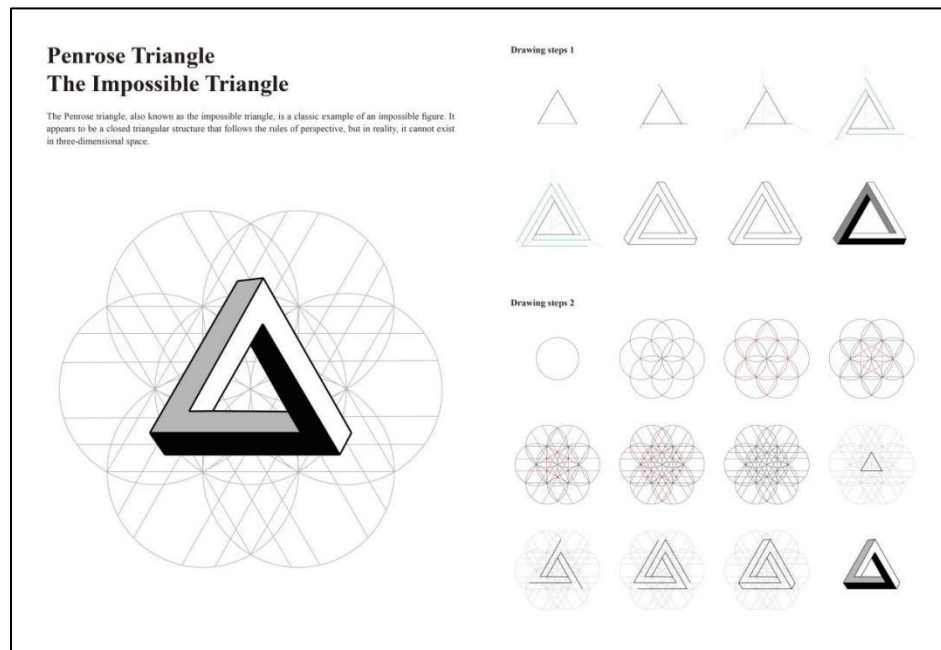 Penrose Triangle
The Impossible Triangle
The Penrose triangle, also known as the impossible triangle, is a classic example of an impossible figure. It
appears to be a closed triangular structure that follows the rules of perspective, but in reality, it cannot exist
in three-dimensional space.
Drawing steps 1
Drawing steps 2